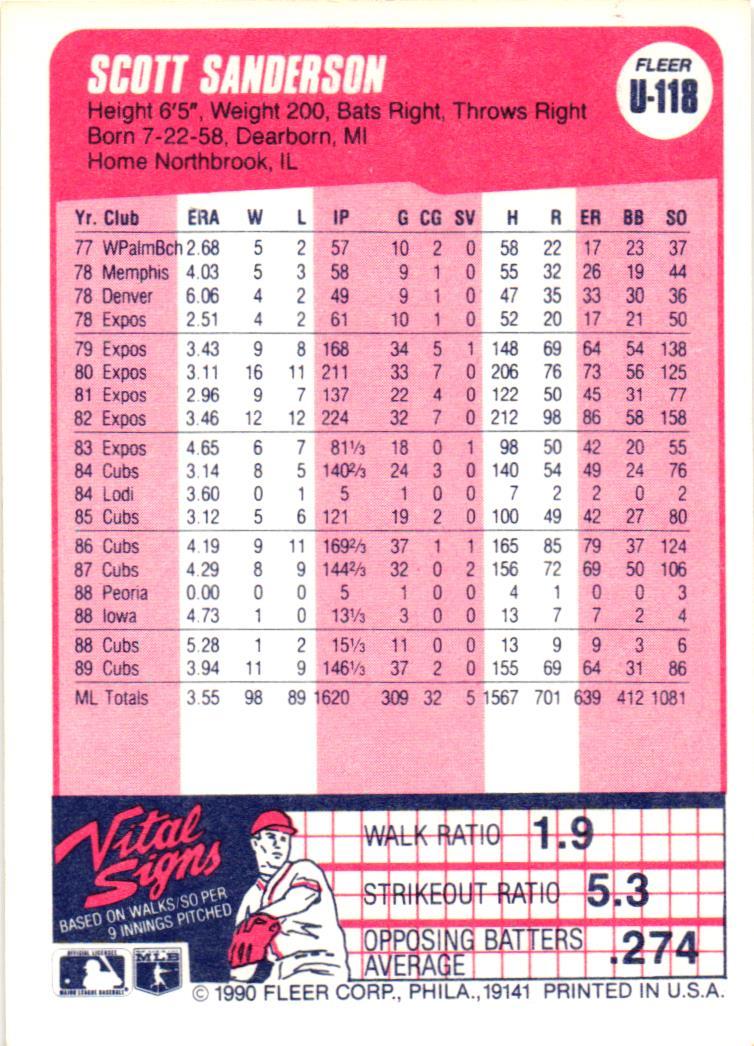 SCOTT SANDERSON
FLEER
U-118
Height 6'5", Weight 200, Bats Right, Throws Right
Born 7-22-58, Dearborn, MI
Home Northbrook, IL
Yr. Club ERA W L IP G CG SV H R ER BB SO
77 WPalmBch 2.68 5 2 57 10 2 0 58 22 17 23 37
78 Memphis 4.03 5 3 58 9 1 0 55 32 26 19 44
78 Denver 6.06 4 2 49 9 1 0 47 35 33 30 36
78 Expos 2.51 4 2 61 10 1 0 52 20 17 21 50
79 Expos 3.43 9 8 168 34 5 1 148 69 64 54 138
80 Expos 3.11 16 11 211 33 7 0 206 76 73 56 125
81 Expos 2.96 9 7 137 22 4 0 122 50 45 31 77
82 Expos 3.46 12 12 224 32 7 0 212 98 86 58 158
83 Expos 4.65 6 7 81⅓ 18 0 1 98 50 42 20 55
84 Cubs 3.14 8 5 140⅔ 24 3 0 140 54 49 24 76
84 Lodi 3.60 0 1 5 1 0 0 7 2 2 0 2
85 Cubs 3.12 5 6 121 19 2 0 100 49 42 27 80
86 Cubs 4.19 9 11 169⅔ 37 1 1 165 85 79 37 124
87 Cubs 4.29 8 9 144⅔ 32 0 2 156 72 69 50 106
88 Peoria 0.00 0 0 5 1 0 0 4 1 0 0 3
88 Iowa 4.73 1 0 13⅓ 3 0 0 13 7 7 2 4
88 Cubs 5.28 1 2 15⅓ 11 0 0 13 9 9 3 6
89 Cubs 3.94 11 9 146⅓ 37 2 0 155 69 64 31 86
ML Totals 3.55 98 89 1620 309 32 5 1567 701 639 412 1081
Vital
Signs
BASED ON WALKS/SO PER
9 INNINGS PITCHED
WALK RATIO 1.9
STRIKEOUT RATIO 5.3
OPPOSING BATTERS
AVERAGE .274
OFFICIAL LICENSEE
MAJOR LEAGUE BASEBALL
MLB
© 1990 FLEER CORP., PHILA., 19141 PRINTED IN U.S.A.